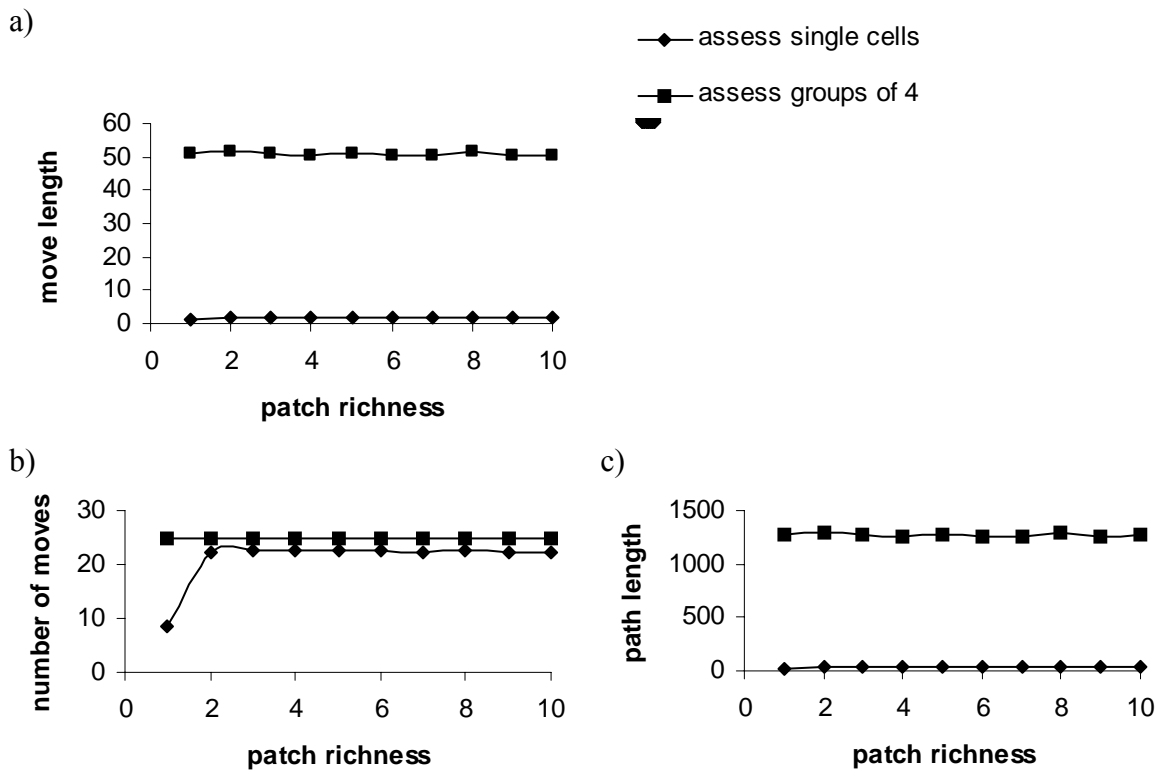 a)
assess single cells
assess groups of 4
60
50
40
30
20
10
0
move length
0 2 4 6 8 10
patch richness
b)
30
20
10
0
number of moves
0 2 4 6 8 10
patch richness
c)
1500
1000
500
0
path length
0 2 4 6 8 10
patch richness